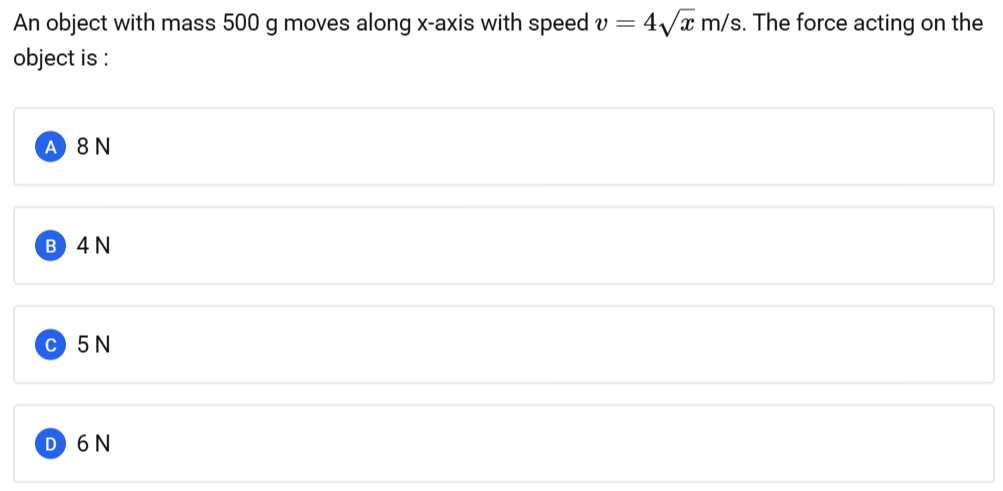 An object with mass 500 g moves along x-axis with speed v = 4√x m/s. The force acting on the
object is :
A 8 N
B 4 N
C 5 N
D 6 N